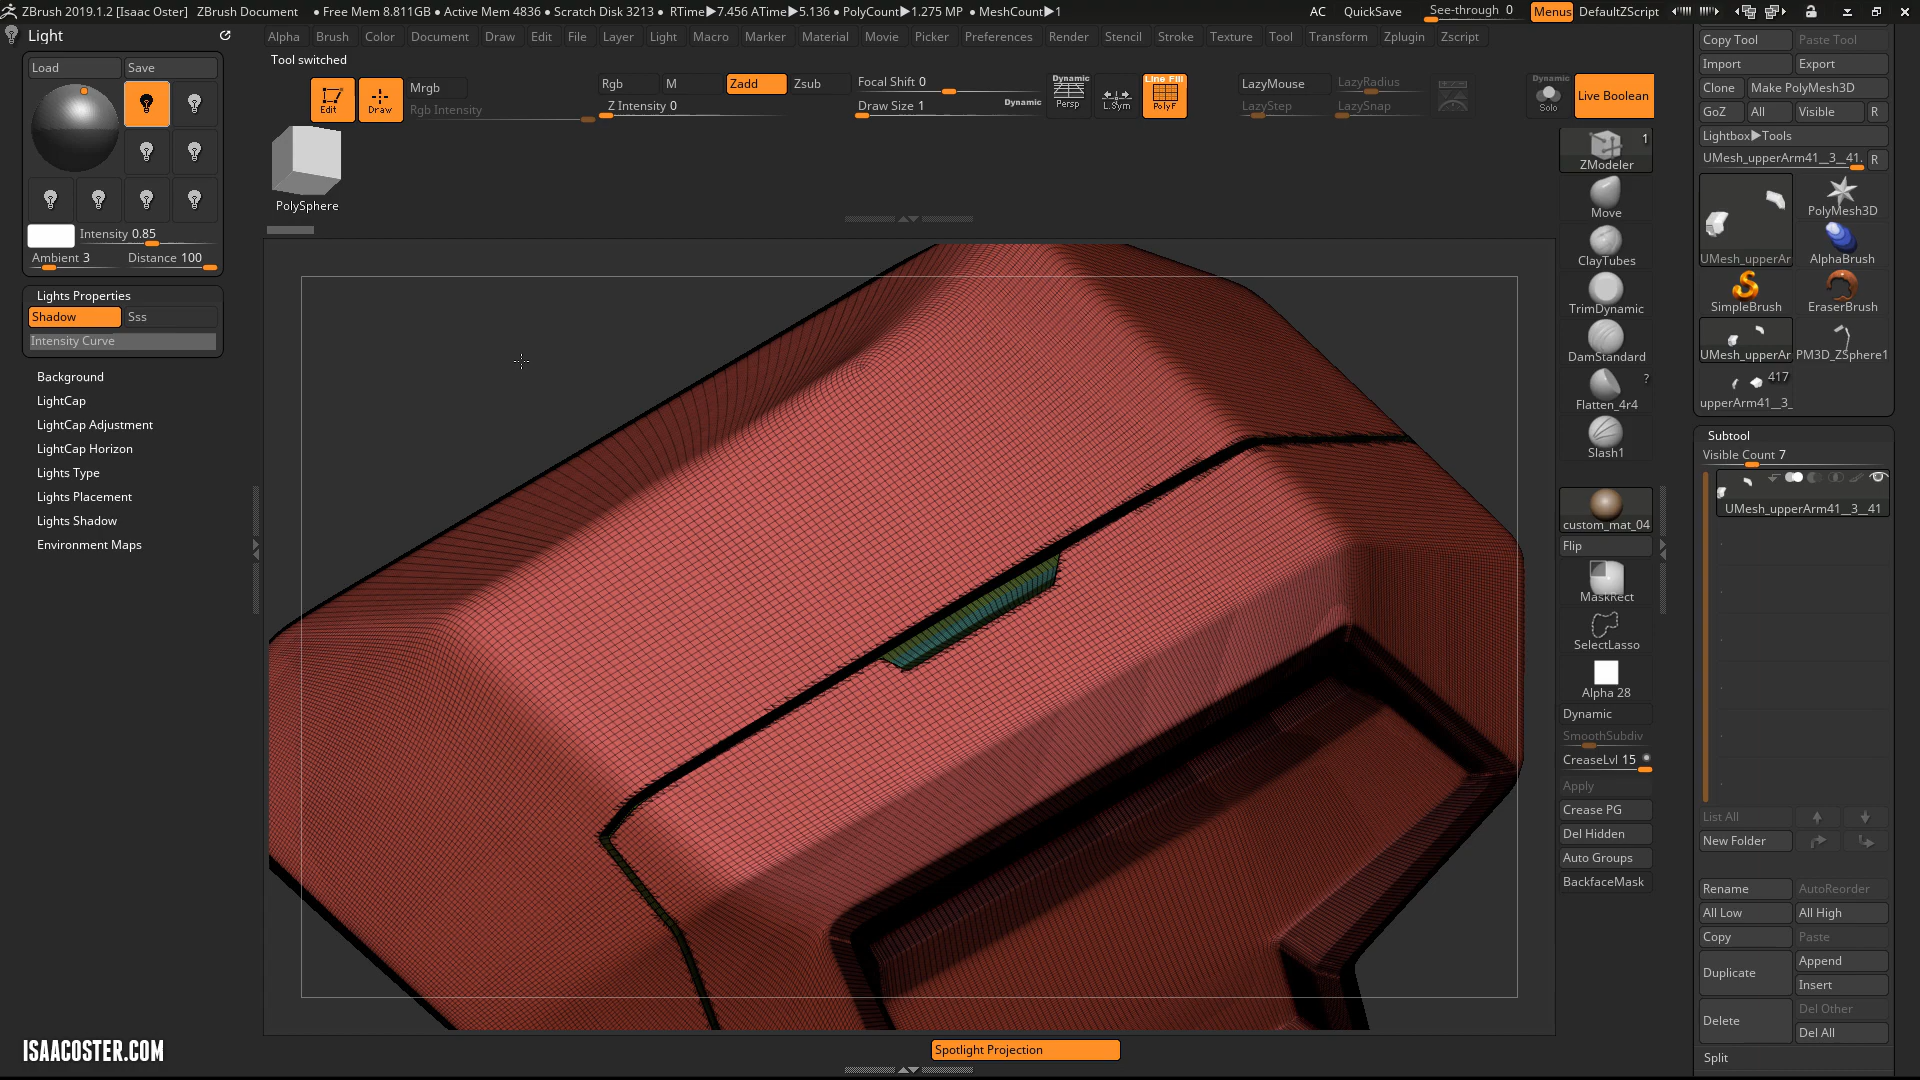 ZBrush 2019.1.2 [Isaac Oster] ZBrush Document ● Free Mem 8.811GB ● Active Mem 4836 ● Scratch Disk 3213 ● RTime▶7.456 ATime▶5.136 ● PolyCount▶1.275 MP ● MeshCount▶1 AC QuickSave See-through 0 Menus DefaultZScript
Light
Alpha Brush Color Document Draw Edit File Layer Light Macro Marker Material Movie Picker Preferences Render Stencil Stroke Texture Tool Transform Zplugin Zscript
Tool switched
Load Save
Intensity 0.85
Ambient 3 Distance 100
Lights Properties
Shadow Sss
Intensity Curve
Background
LightCap
LightCap Adjustment
LightCap Horizon
Lights Type
Lights Placement
Lights Shadow
Environment Maps
Edit Draw
Mrgb
Rgb Intensity
Rgb M Zadd Zsub
Z Intensity 0
Focal Shift 0
Draw Size 1 Dynamic
Dynamic
Persp
L.Sym
Line Fill
PolyF
LazyMouse LazyRadius
LazyStep LazySnap
Dynamic
Solo
Live Boolean
PolySphere
1
ZModeler
Move
ClayTubes
TrimDynamic
DamStandard
?
Flatten_4r4
Slash1
custom_mat_04
Flip
MaskRect
SelectLasso
Alpha 28
Dynamic
SmoothSubdiv
CreaseLvl 15
Apply
Crease PG
Del Hidden
Auto Groups
BackfaceMask
Copy Tool Paste Tool
Import Export
Clone Make PolyMesh3D
GoZ All Visible R
Lightbox▶Tools
UMesh_upperArm41__3__41. R
UMesh_upperAr PolyMesh3D
AlphaBrush
SimpleBrush EraserBrush
UMesh_upperAr PM3D_ZSphere1
417
upperArm41__3_
Subtool
Visible Count 7
UMesh_upperArm41__3__41
List All
New Folder
Rename AutoReorder
All Low All High
Copy Paste
Duplicate Append
Insert
Delete Del Other
Del All
Split
Spotlight Projection
ISAACOSTER.COM